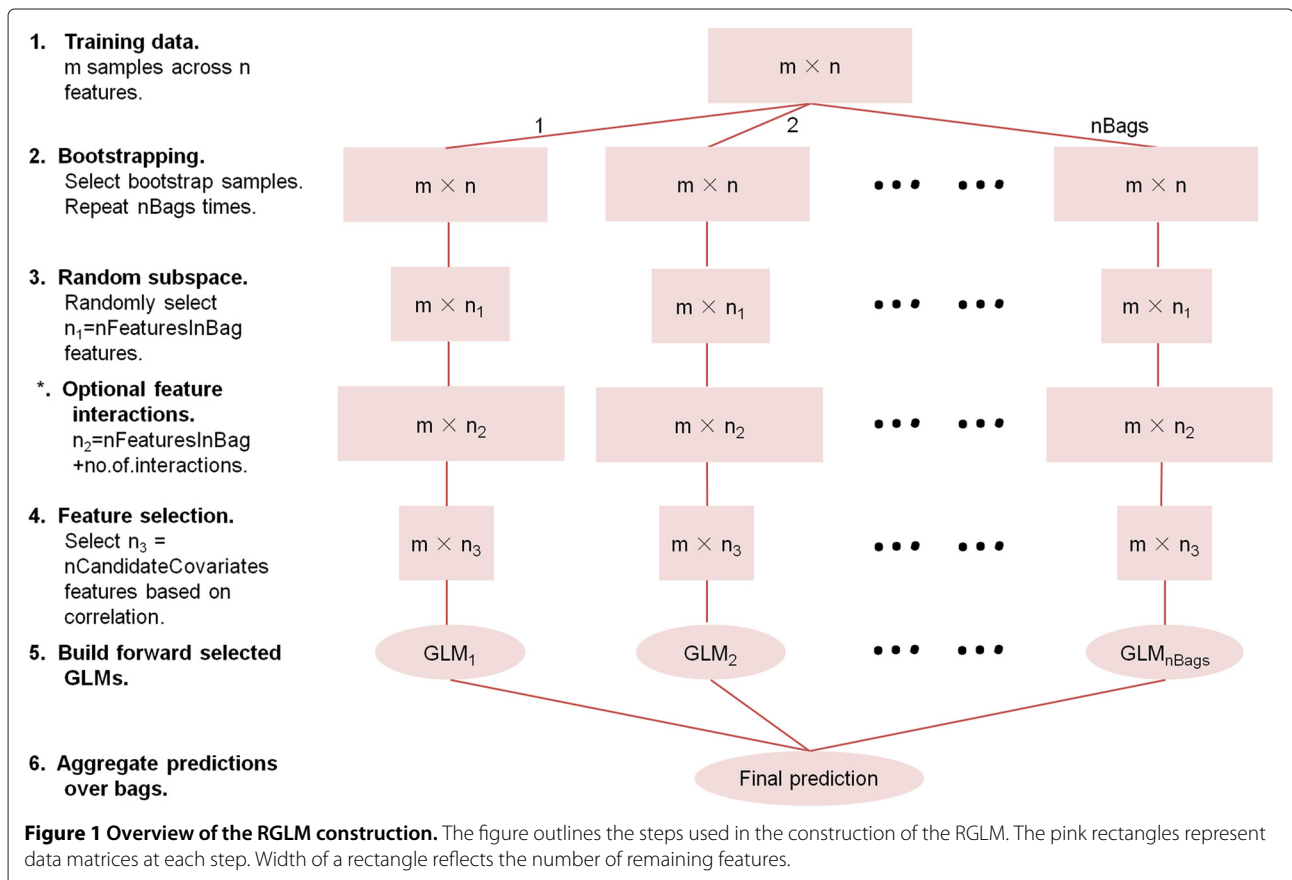 1. Training data.
m samples across n
features.
m × n
1
2
nBags
2. Bootstrapping.
Select bootstrap samples.
Repeat nBags times.
m × n
m × n
••• •••
m × n
3. Random subspace.
Randomly select
n₁=nFeaturesInBag
features.
m × n₁
m × n₁
••• •••
m × n₁
*. Optional feature
interactions.
n₂=nFeaturesInBag
+no.of.interactions.
m × n₂
m × n₂
••• •••
m × n₂
4. Feature selection.
Select n₃ =
nCandidateCovariates
features based on
correlation.
m × n₃
m × n₃
••• •••
m × n₃
5. Build forward selected
GLMs.
GLM₁
GLM₂
••• •••
GLMnBags
6. Aggregate predictions
over bags.
Final prediction
Figure 1 Overview of the RGLM construction. The figure outlines the steps used in the construction of the RGLM. The pink rectangles represent
data matrices at each step. Width of a rectangle reflects the number of remaining features.